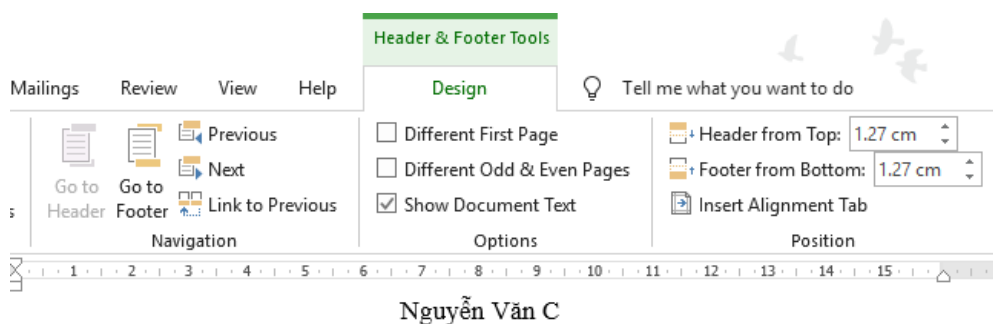 Header & Footer Tools
Mailings Review View Help Design Tell me what you want to do
Previous Different First Page Header from Top: 1.27 cm
Go to Header Go to Footer Next Different Odd & Even Pages Footer from Bottom: 1.27 cm
s Link to Previous Show Document Text Insert Alignment Tab
Navigation Options Position
1 2 3 4 5 6 7 8 9 10 11 12 13 14 15
Nguyễn Văn C